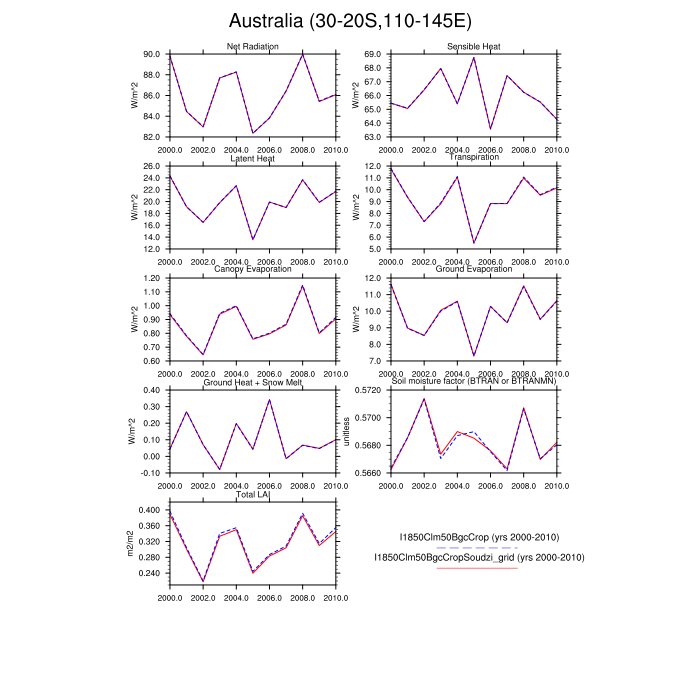 Australia (30-20S,110-145E)
Net Radiation
Sensible Heat
W/m^2
90.0
88.0
86.0
84.0
82.0
2000.0 2002.0 2004.0 2006.0 2008.0 2010.0
W/m^2
69.0
68.0
67.0
66.0
65.0
64.0
63.0
2000.0 2002.0 2004.0 2006.0 2008.0 2010.0
Latent Heat
Transpiration
W/m^2
26.0
24.0
22.0
20.0
18.0
16.0
14.0
12.0
2000.0 2002.0 2004.0 2006.0 2008.0 2010.0
W/m^2
12.0
11.0
10.0
9.0
8.0
7.0
6.0
5.0
2000.0 2002.0 2004.0 2006.0 2008.0 2010.0
Canopy Evaporation
Ground Evaporation
W/m^2
1.20
1.00
0.90
0.80
0.70
0.60
2000.0 2002.0 2004.0 2006.0 2008.0 2010.0
W/m^2
12.0
11.0
10.0
9.0
8.0
7.0
2000.0 2002.0 2004.0 2006.0 2008.0 2010.0
Ground Heat + Snow Melt
Soil moisture factor (BTRAN or BTRANMN)
W/m^2
0.40
0.30
0.20
0.10
0.00
-0.10
2000.0 2002.0 2004.0 2006.0 2008.0 2010.0
unitless
0.5720
0.5700
0.5680
0.5660
2000.0 2002.0 2004.0 2006.0 2008.0 2010.0
Total LAI
m2/m2
0.400
0.360
0.320
0.280
0.240
2000.0 2002.0 2004.0 2006.0 2008.0 2010.0
I1850Clm50BgcCrop (yrs 2000-2010)
I1850Clm50BgcCropSoudzi_grid (yrs 2000-2010)